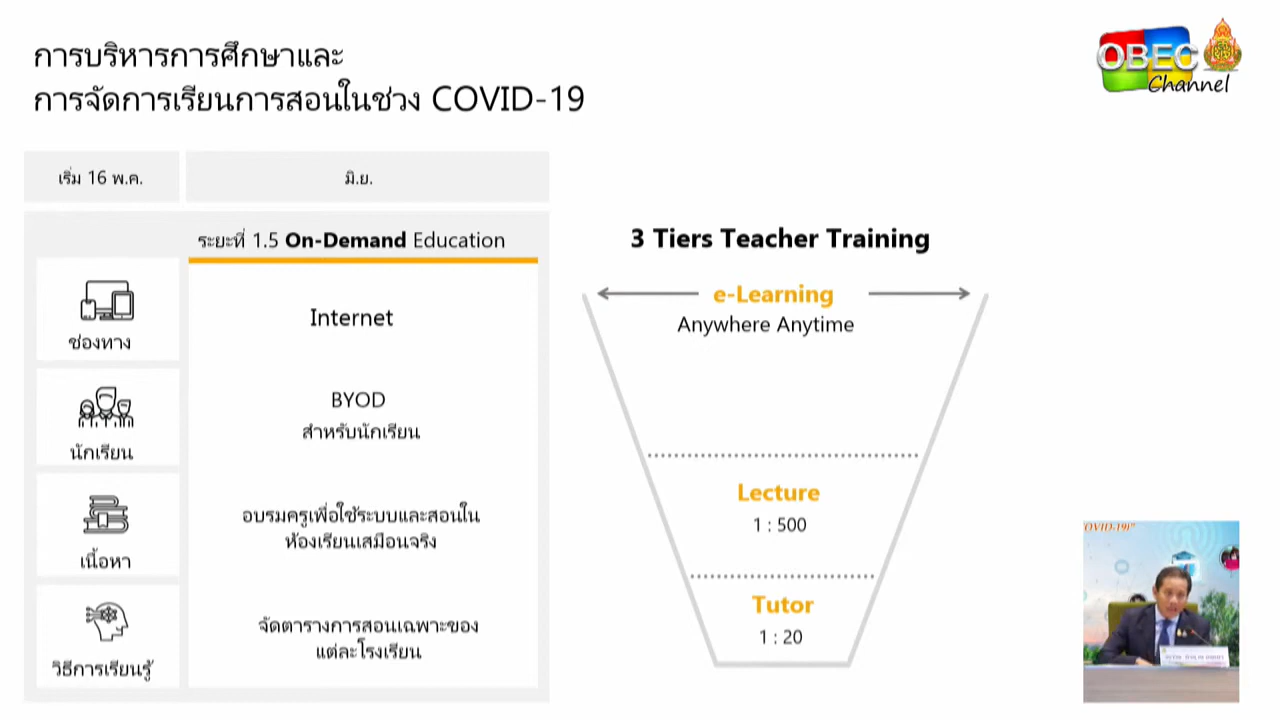 การบริหารการศึกษาและ
การจัดการเรียนการสอนในช่วง COVID-19
OBEC
Channel
เริ่ม 16 พ.ค.
มิ.ย.
ระยะที่ 1.5 On-Demand Education
ช่องทาง
Internet
นักเรียน
BYOD
สำหรับนักเรียน
เนื้อหา
อบรมครูเพื่อใช้ระบบและสอนใน
ห้องเรียนเสมือนจริง
วิธีการเรียนรู้
จัดตารางการสอนเฉพาะของ
แต่ละโรงเรียน
3 Tiers Teacher Training
e-Learning
Anywhere Anytime
Lecture
1 : 500
Tutor
1 : 20
OVID-19)"